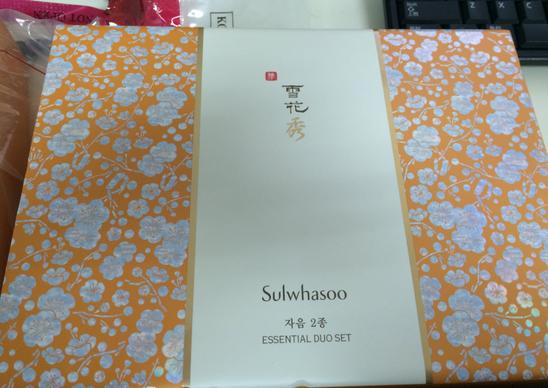 雪
花
秀
Sulwhasoo
자음 2종
ESSENTIAL DUO SET
Z
X